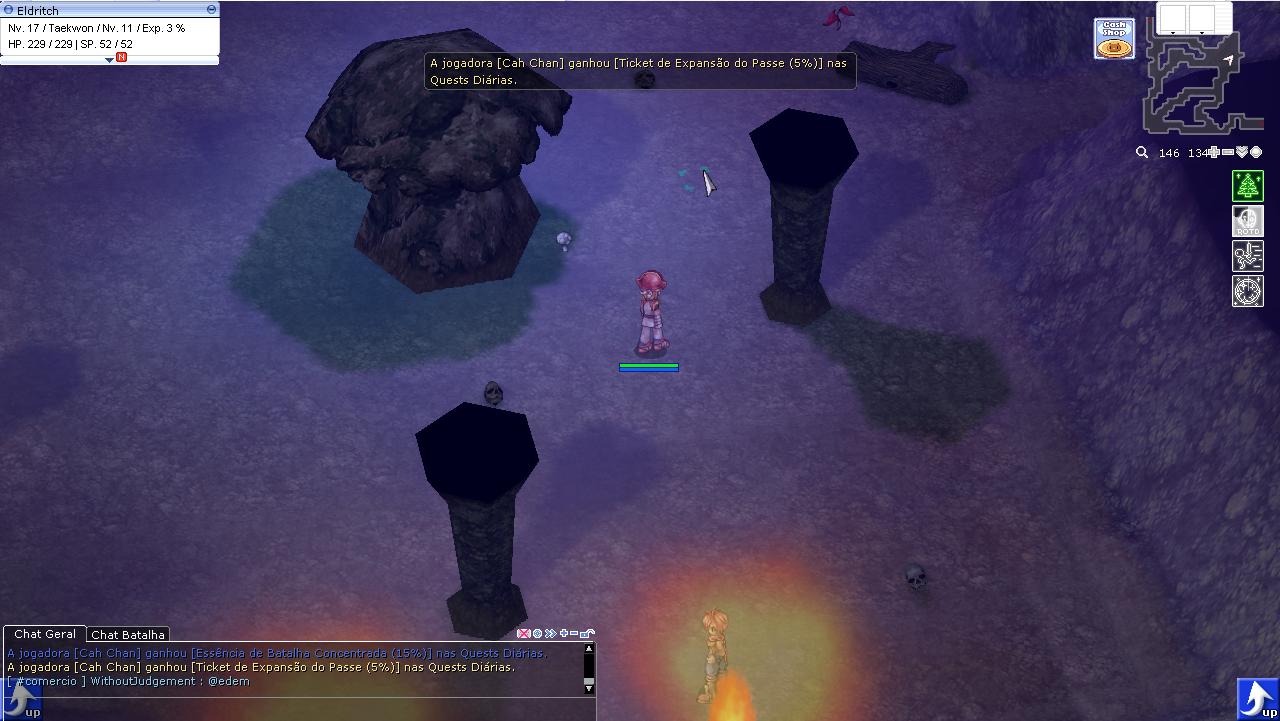 Eldritch
Nv. 17 / Taekwon / Nv. 11 / Exp. 3 %
HP. 229 / 229 | SP. 52 / 52
N
A jogadora [Cah Chan] ganhou [Ticket de Expansão do Passe (5%)] nas
Quests Diárias.
Cash
Shop
146 134
ROTD
Chat Geral
Chat Batalha
A jogadora [Cah Chan] ganhou [Essência de Batalha Concentrada (15%)] nas Quests Diárias.
A jogadora [Cah Chan] ganhou [Ticket de Expansão do Passe (5%)] nas Quests Diárias.
[ #comercio ] WithoutJudgement : @edem
up
up